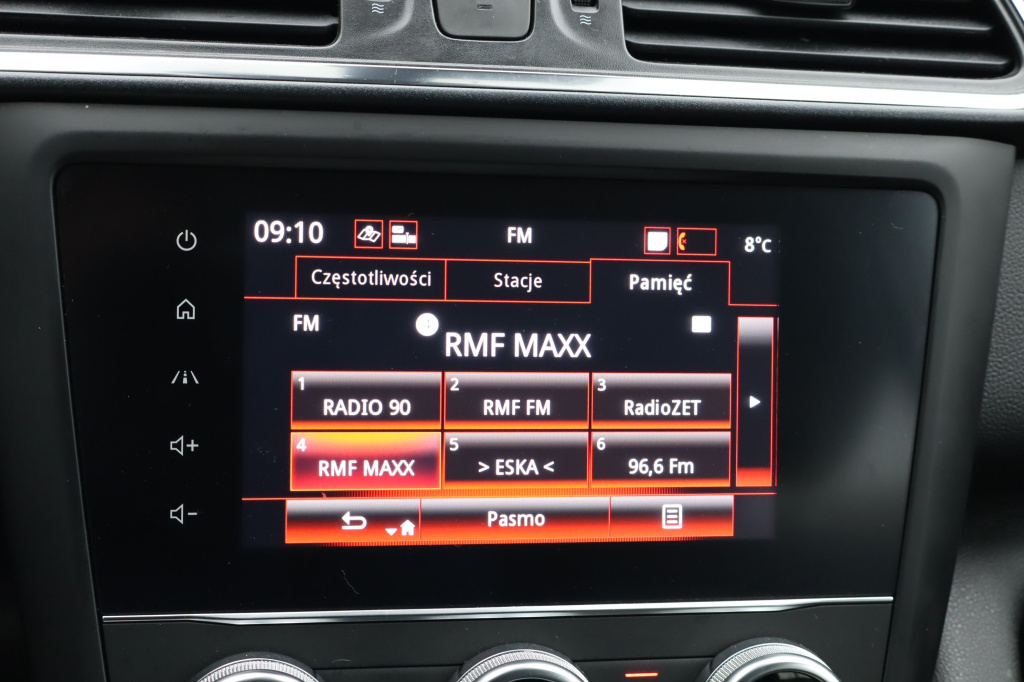 09:10 FM 8°C
Częstotliwości Stacje Pamięć
FM
RMF MAXX
1 RADIO 90
2 RMF FM
3 RadioZET
4 RMF MAXX
5 > ESKA <
6 96,6 Fm
Pasmo